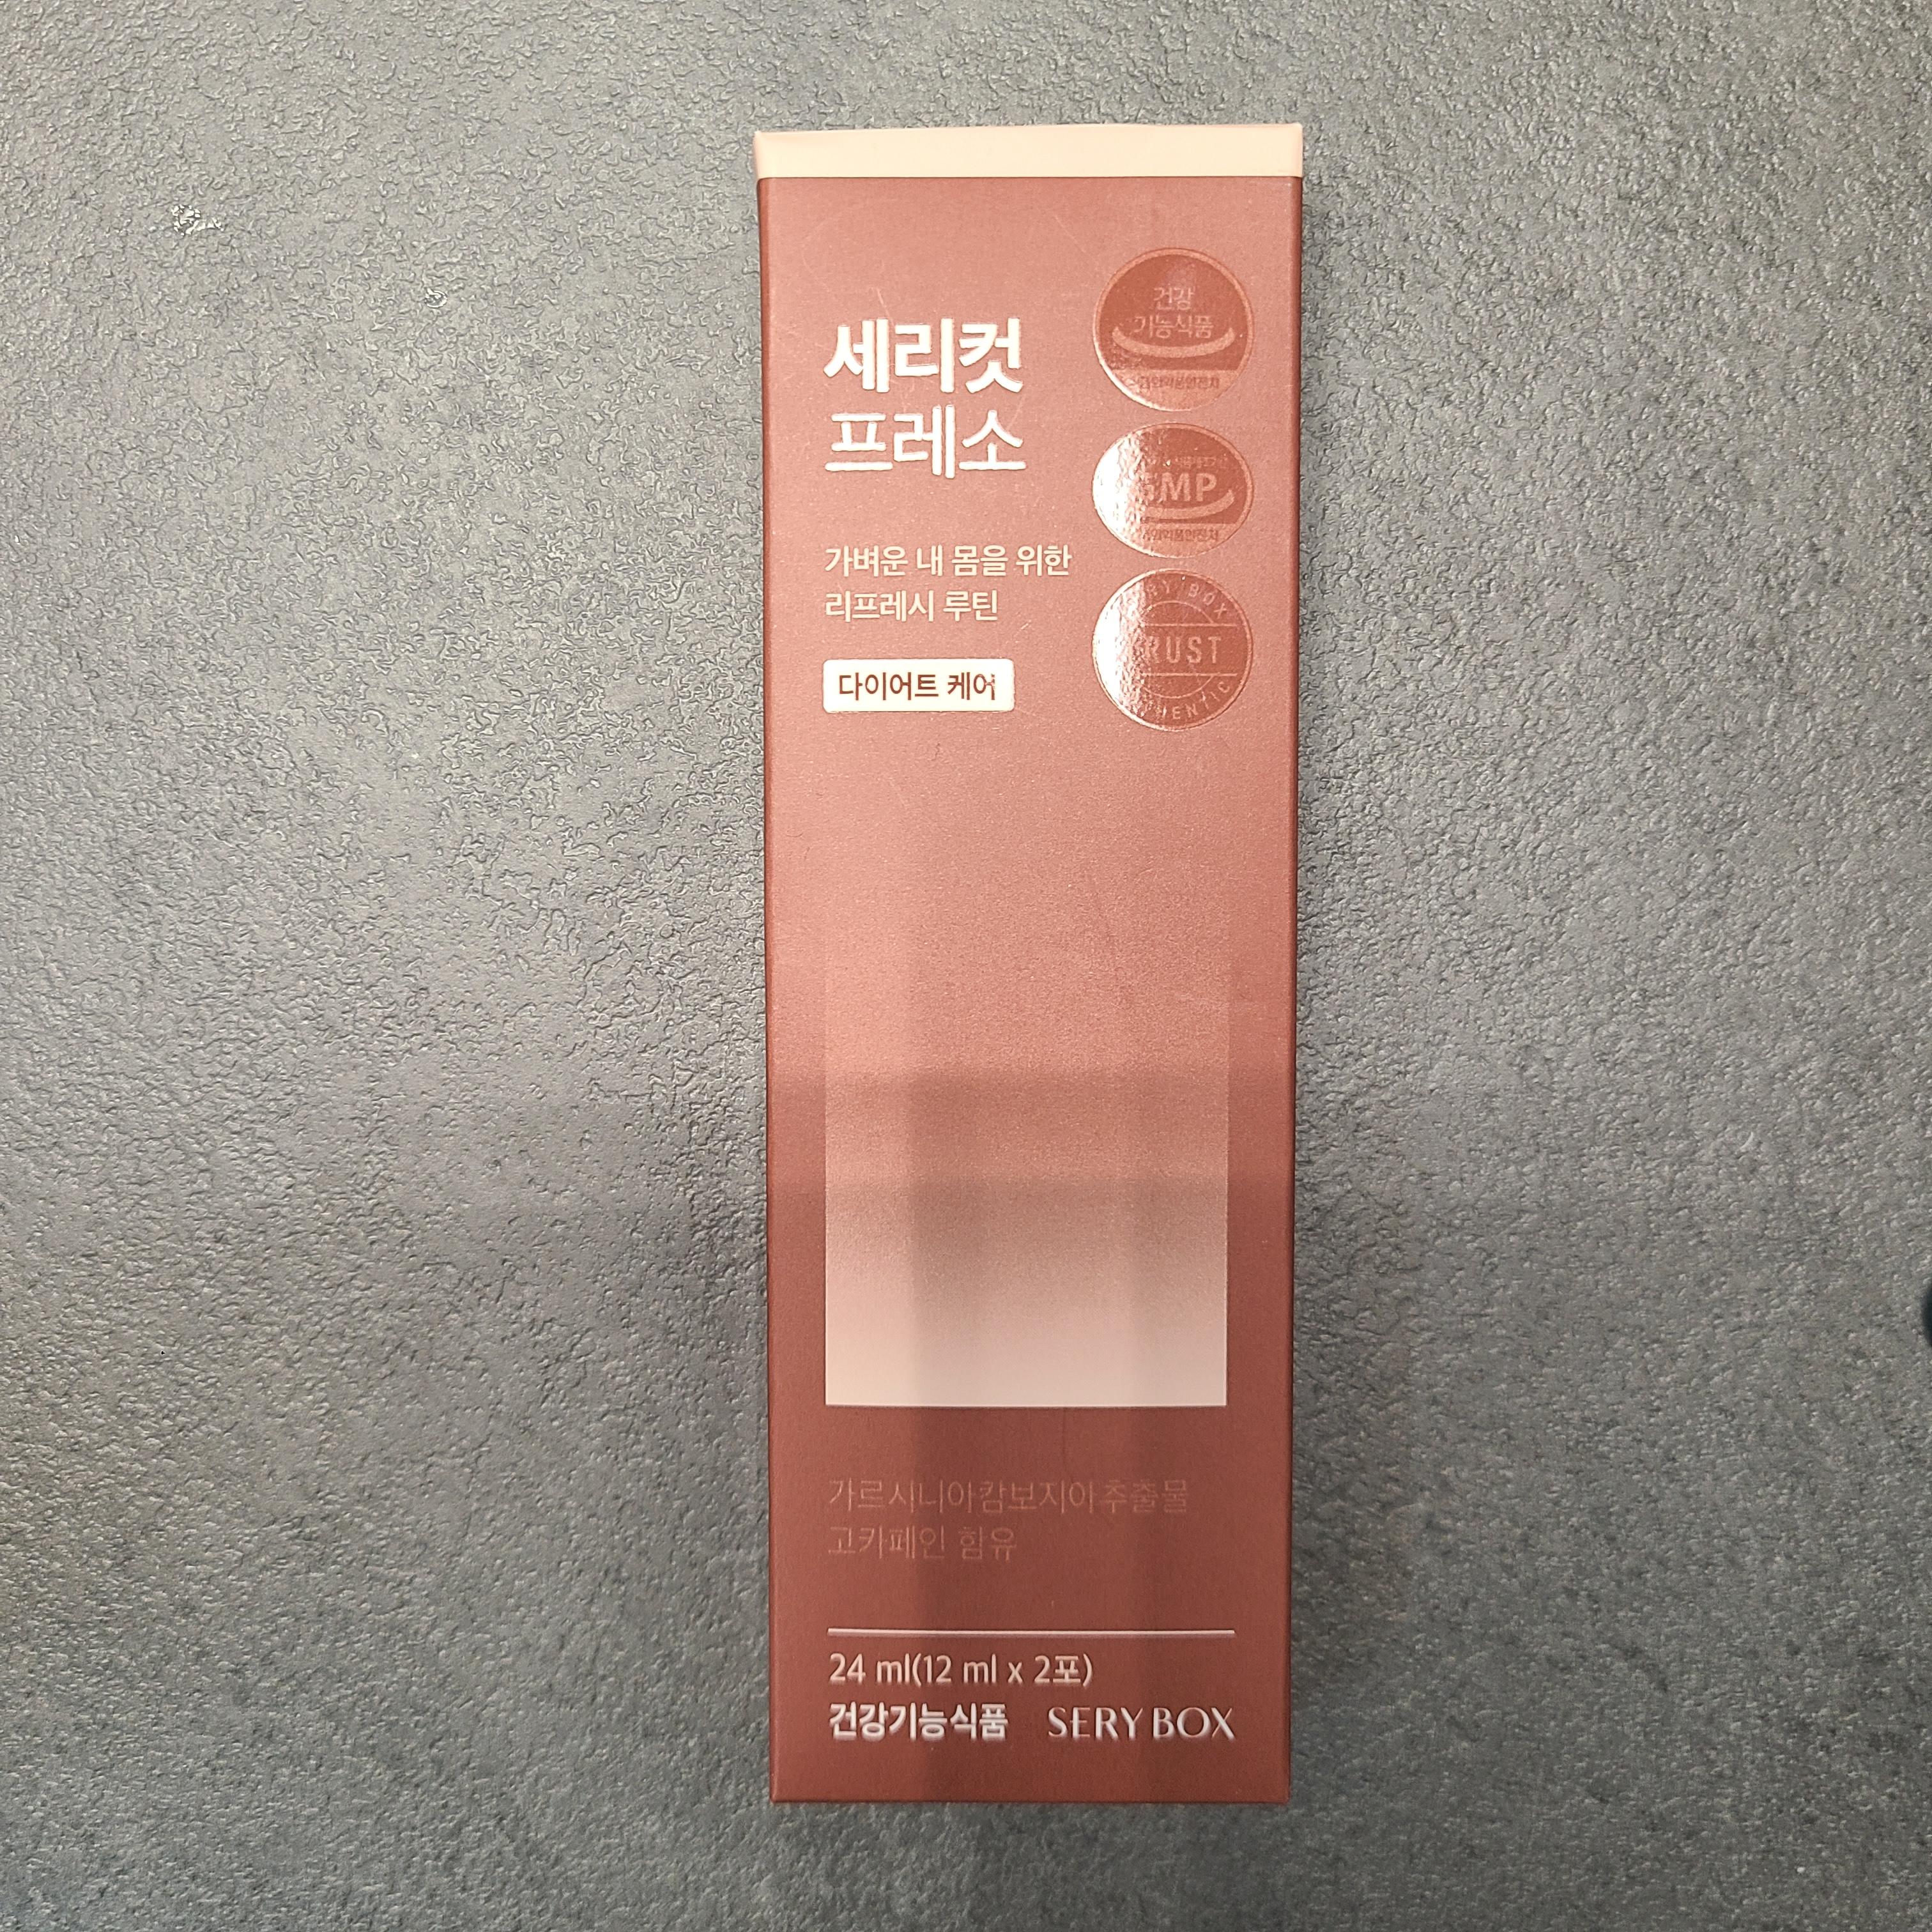 세리컷
프레소
가벼운 내 몸을 위한
리프레시 루틴
다이어트 케어
건강
기능식품
GMP
가르시니아캄보지아추출물
고카페인 함유
24 ml(12 ml x 2포)
건강기능식품 SERY BOX